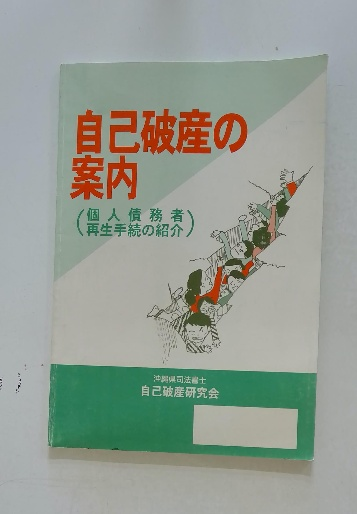 自己破産の
案内
(個人債務者
再生手続の紹介)
沖縄県司法書士
自己破産研究会